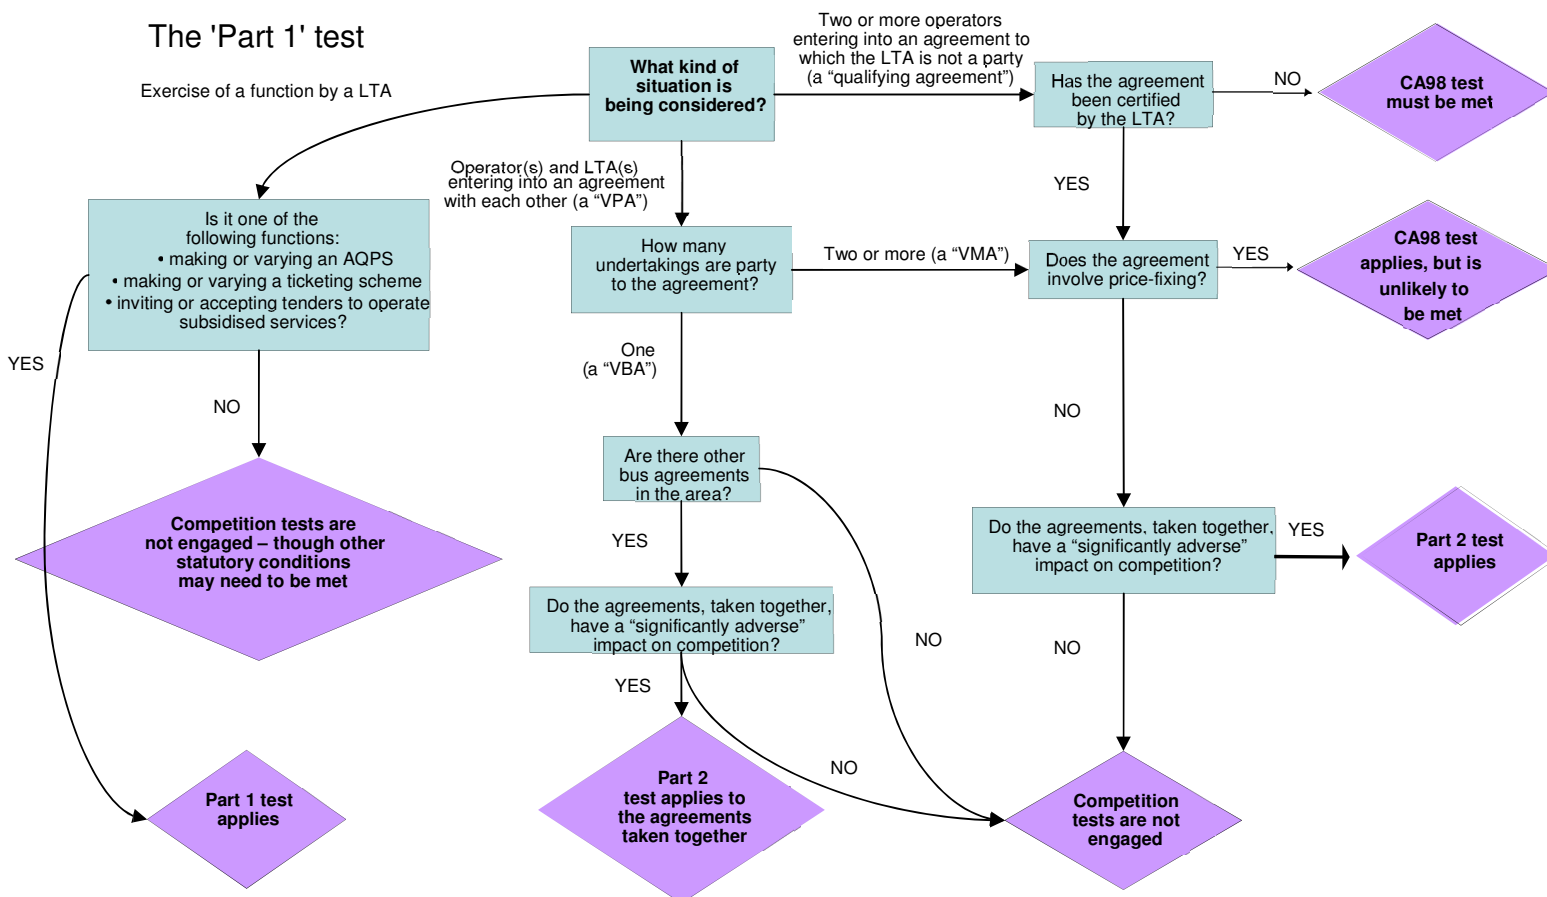 The 'Part 1' test
Two or more operators
entering into an agreement to
which the LTA is not a party
(a “qualifying agreement”)
What kind of
situation is
being considered?
Exercise of a function by a LTA
Has the agreement
been certified
by the LTA?
NO
CA98 test
must be met
Operator(s) and LTA(s)
entering into an agreement
with each other (a “VPA”)
YES
Is it one of the
following functions:
• making or varying an AQPS
• making or varying a ticketing scheme
• inviting or accepting tenders to operate
subsidised services?
How many
undertakings are party
to the agreement?
Two or more (a “VMA”)
Does the agreement
involve price-fixing?
YES
CA98 test
applies, but is
unlikely to
be met
YES
NO
One
(a “VBA”)
NO
Are there other
bus agreements
in the area?
Competition tests are
not engaged – though other
statutory conditions
may need to be met
YES
NO
Do the agreements, taken together,
have a “significantly adverse”
impact on competition?
YES
Part 2 test
applies
Do the agreements, taken together,
have a “significantly adverse”
impact on competition?
YES
NO
NO
Part 1 test
applies
Part 2
test applies to
the agreements
taken together
Competition
tests are not
engaged